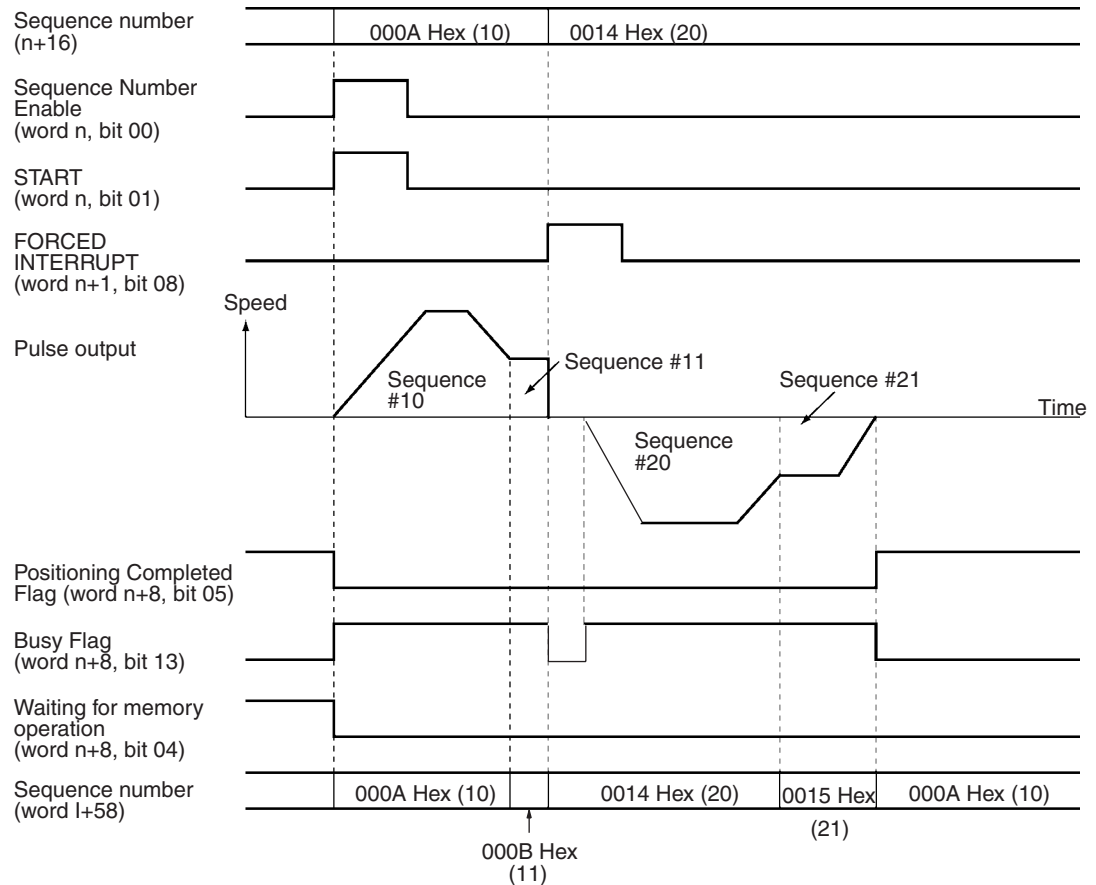 Sequence number
(n+16)
000A Hex (10)
0014 Hex (20)
Sequence Number
Enable
(word n, bit 00)
START
(word n, bit 01)
FORCED
INTERRUPT
(word n+1, bit 08)
Speed
Pulse output
Sequence
#10
Sequence #11
Sequence #21
Time
Sequence
#20
Positioning Completed
Flag (word n+8, bit 05)
Busy Flag
(word n+8, bit 13)
Waiting for memory
operation
(word n+8, bit 04)
Sequence number
(word I+58)
000A Hex (10)
0014 Hex (20)
0015 Hex
(21)
000A Hex (10)
000B Hex
(11)